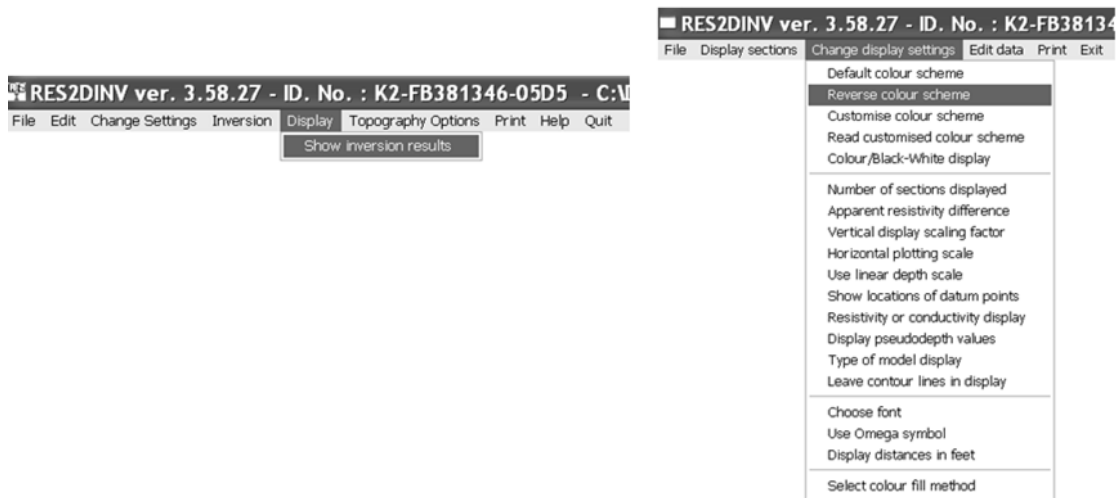 RES2DINV ver. 3.58.27 - ID. No. : K2-FB381346-05D5 - C:\
File Edit Change Settings Inversion Display Topography Options Print Help Quit
Show inversion results
RES2DINV ver. 3.58.27 - ID. No. : K2-FB38134
File Display sections Change display settings Edit data Print Exit
Default colour scheme
Reverse colour scheme
Customise colour scheme
Read customised colour scheme
Colour/Black-White display
Number of sections displayed
Apparent resistivity difference
Vertical display scaling factor
Horizontal plotting scale
Use linear depth scale
Show locations of datum points
Resistivity or conductivity display
Display pseudodepth values
Type of model display
Leave contour lines in display
Choose font
Use Omega symbol
Display distances in feet
Select colour fill method